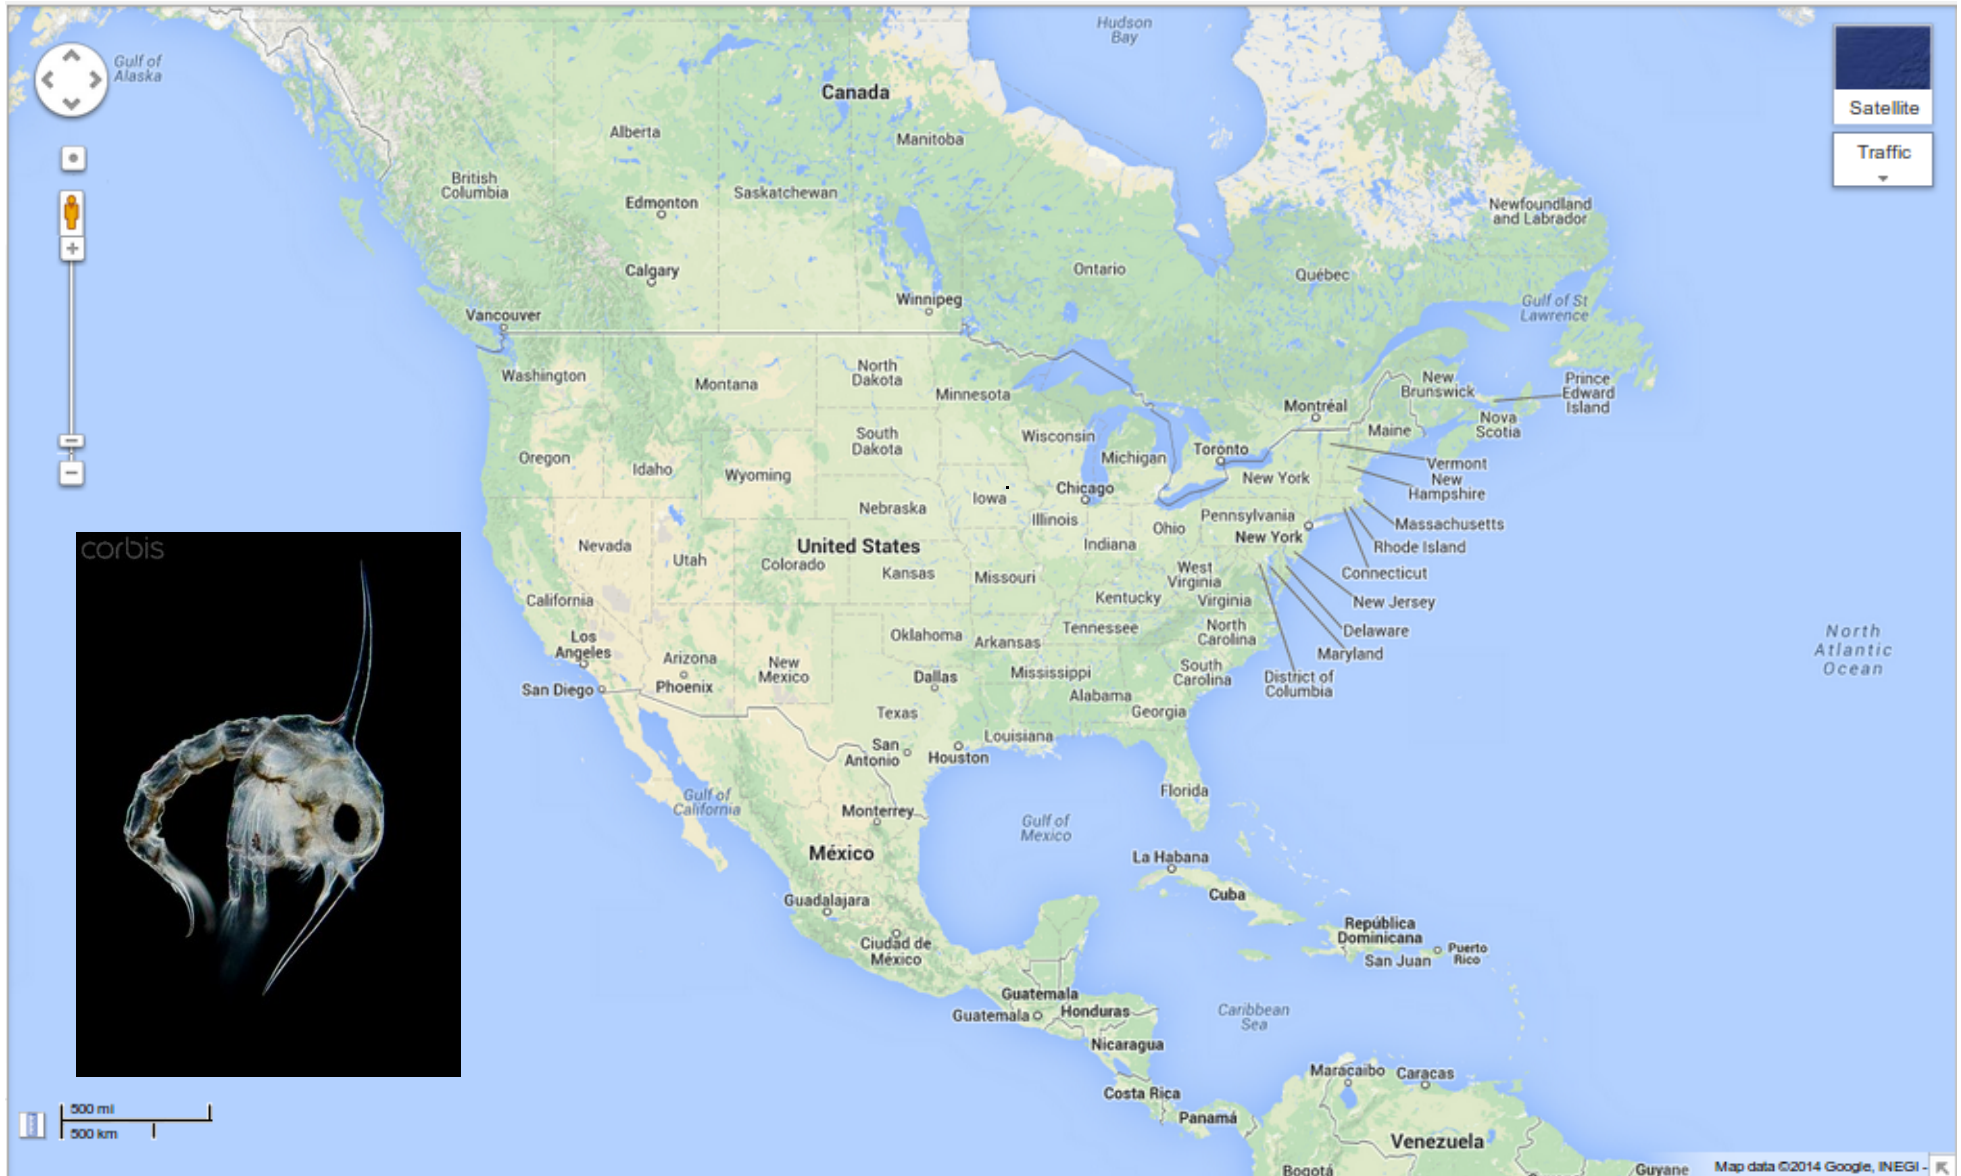 Hudson
Bay
Gulf of
Alaska
Canada
Satellite
Alberta
Manitoba
Traffic
British
Columbia
Saskatchewan
Edmonton
Newfoundland
and Labrador
Calgary
Ontario
Québec
Winnipeg
Gulf of St
Lawrence
Vancouver
Washington
Montana
North
Dakota
Minnesota
New
Brunswick
Prince
Edward
Island
Montréal
Nova
Scotia
Maine
South
Dakota
Wisconsin
Michigan
Toronto
Oregon
Idaho
Wyoming
Vermont
New York
New
Hampshire
Iowa
Chicago
Nebraska
Illinois
Pennsylvania
Ohio
Massachusetts
New York
Nevada
Utah
United States
Colorado
Indiana
Rhode Island
corbis
Kansas
Missouri
West
Virginia
Connecticut
California
Kentucky
Virginia
New Jersey
Los
Angeles
Oklahoma
Arkansas
Tennessee
North
Carolina
Delaware
Maryland
North
Atlantic
Ocean
Arizona
New
Mexico
Phoenix
San Diego
Dallas
Mississippi
South
Carolina
District of
Columbia
Alabama
Texas
Georgia
Louisiana
San
Antonio
Houston
Gulf of
California
Florida
Monterrey
Gulf of
Mexico
México
La Habana
Cuba
Guadalajara
Ciudad de
México
República
Dominicana
San Juan
Puerto
Rico
Guatemala
Guatemala
Honduras
Caribbean
Sea
Nicaragua
Maracaibo
Caracas
Costa Rica
Panamá
500 mi
500 km
Venezuela
Bogotá
Guyane
Map data ©2014 Google, INEGI -